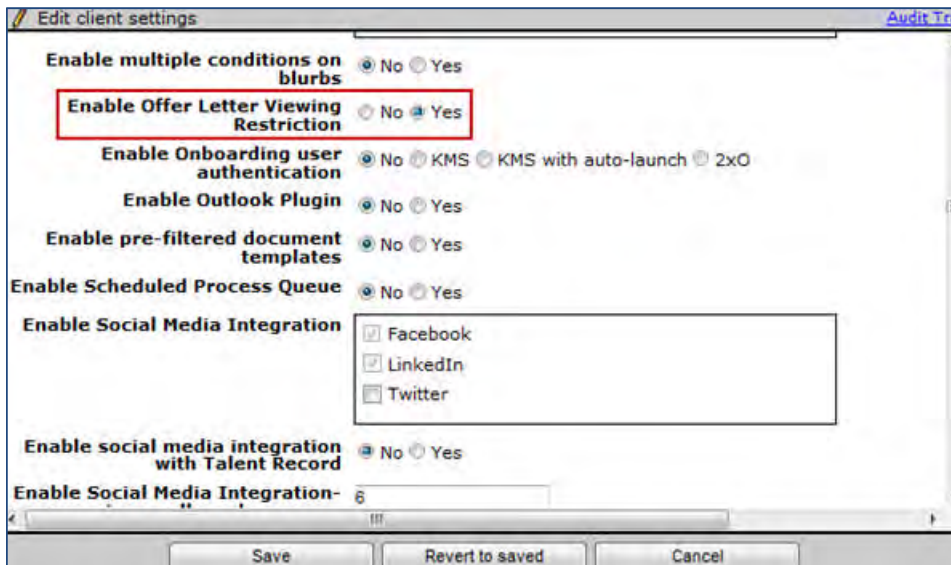 Edit client settings
Audit Tr
Enable multiple conditions on
blurbs
No Yes
Enable Offer Letter Viewing
Restriction
No Yes
Enable Onboarding user
authentication
No KMS KMS with auto-launch 2xO
Enable Outlook Plugin
No Yes
Enable pre-filtered document
templates
No Yes
Enable Scheduled Process Queue
No Yes
Enable Social Media Integration
Facebook
LinkedIn
Twitter
Enable social media integration
with Talent Record
No Yes
Enable Social Media Integration-
6
Save Revert to saved Cancel